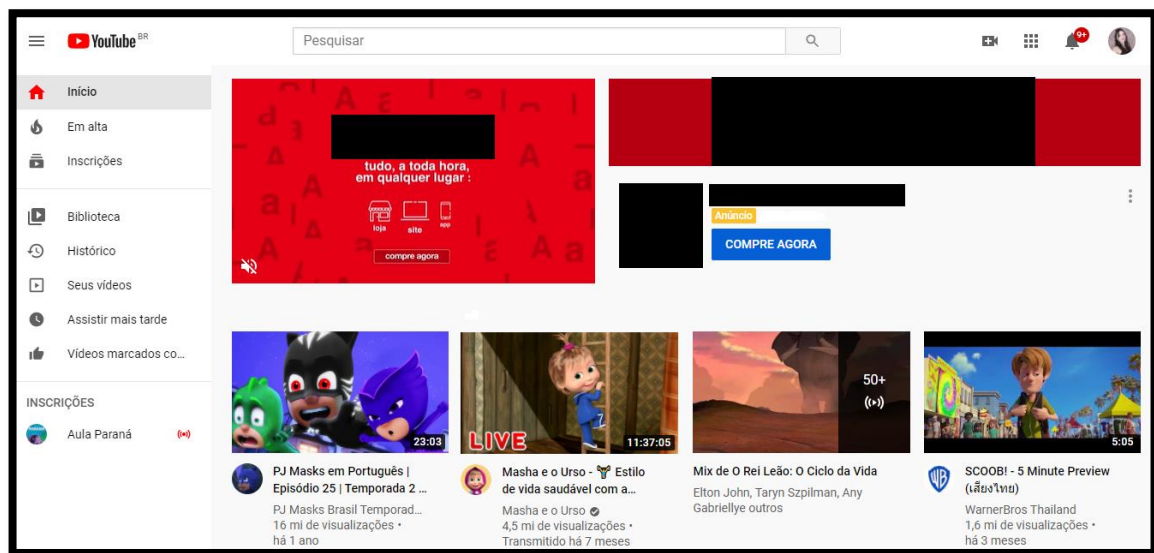 YouTube BR
Pesquisar
9+
Início
Em alta
Inscrições
Biblioteca
Histórico
Seus vídeos
Assistir mais tarde
Vídeos marcados co...
INSCRIÇÕES
Aula Paraná
tudo, a toda hora,
em qualquer lugar :
loja site app
compre agora
Anúncio
COMPRE AGORA
23:03
PJ Masks em Português |
Episódio 25 | Temporada 2 ...
PJ Masks Brasil Temporad...
16 mi de visualizações •
há 1 ano
LIVE
11:37:05
Masha e o Urso - Estilo
de vida saudável com a...
Masha e o Urso
4,5 mi de visualizações •
Transmitido há 7 meses
50+
Mix de O Rei Leão: O Ciclo da Vida
Elton John, Taryn Szpilman, Any
Gabriellye outros
5:05
WB
SCOOB! - 5 Minute Preview
(เสียงไทย)
WarnerBros Thailand
1,6 mi de visualizações •
há 3 meses